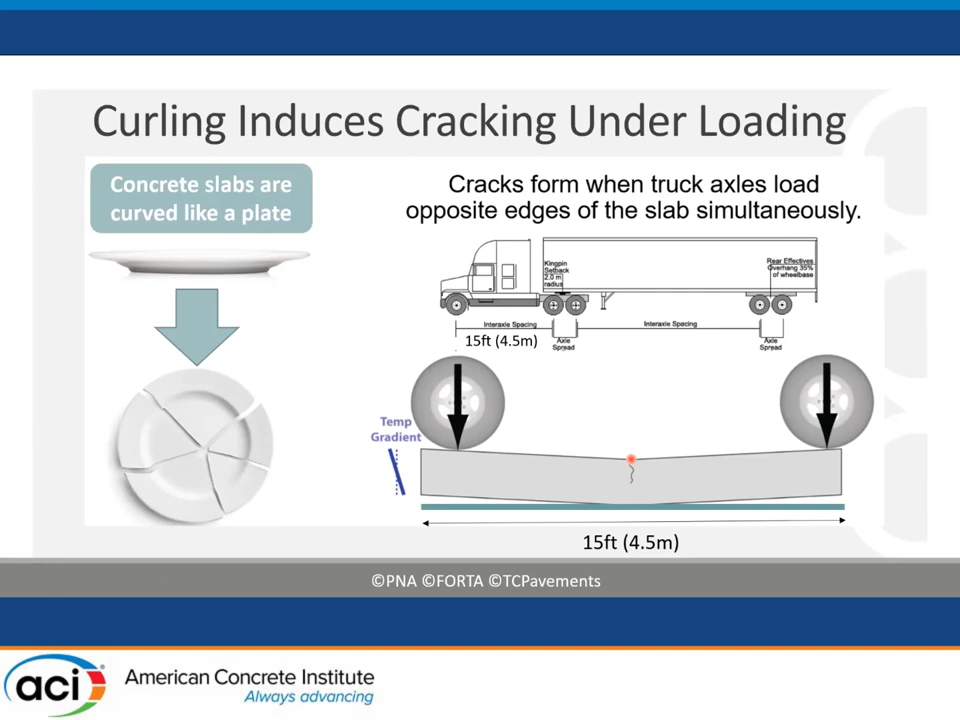 Curling Induces Cracking Under Loading
Concrete slabs are
curved like a plate
Cracks form when truck axles load
opposite edges of the slab simultaneously.
Kingpin
Setback
2.0 m
radius
Rear Effectives
Overhang 35%
of wheelbase
Interaxle Spacing
Interaxle Spacing
15ft (4.5m)
Axle
Spread
Axle
Spread
Temp
Gradient
15ft (4.5m)
©PNA ©FORTA ©TCPavements
aci
American Concrete Institute
Always advancing